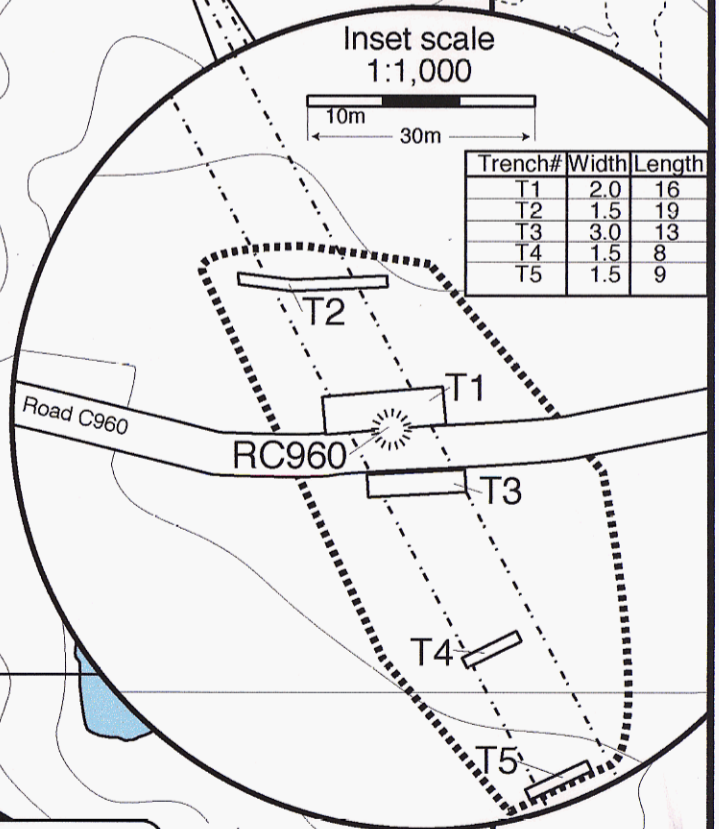 Inset scale
1:1,000
10m
30m
Trench# Width Length
T1 2.0 16
T2 1.5 19
T3 3.0 13
T4 1.5 8
T5 1.5 9
T2
T1
Road C960
RC960
T3
T4
T5